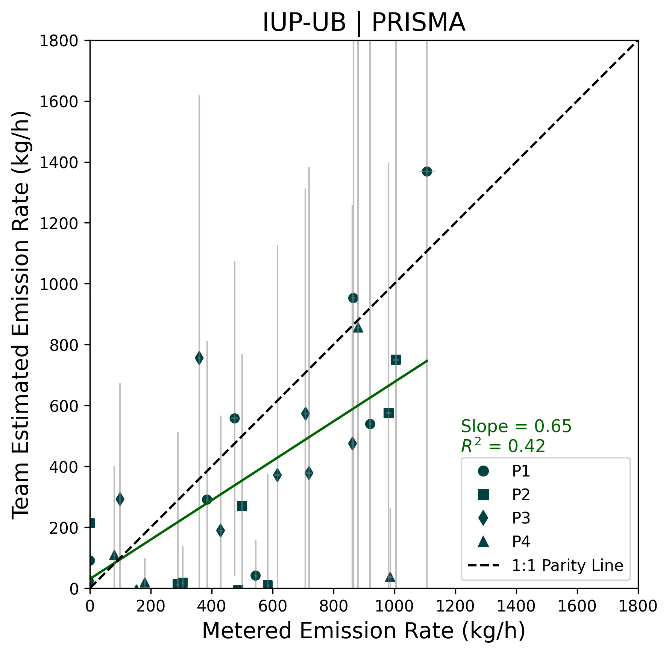 IUP-UB | PRISMA
Team Estimated Emission Rate (kg/h)
1800
1600
1400
1200
1000
800
600
400
200
0
Slope = 0.65
R² = 0.42
P1
P2
P3
P4
1:1 Parity Line
0 200 400 600 800 1000 1200 1400 1600 1800
Metered Emission Rate (kg/h)